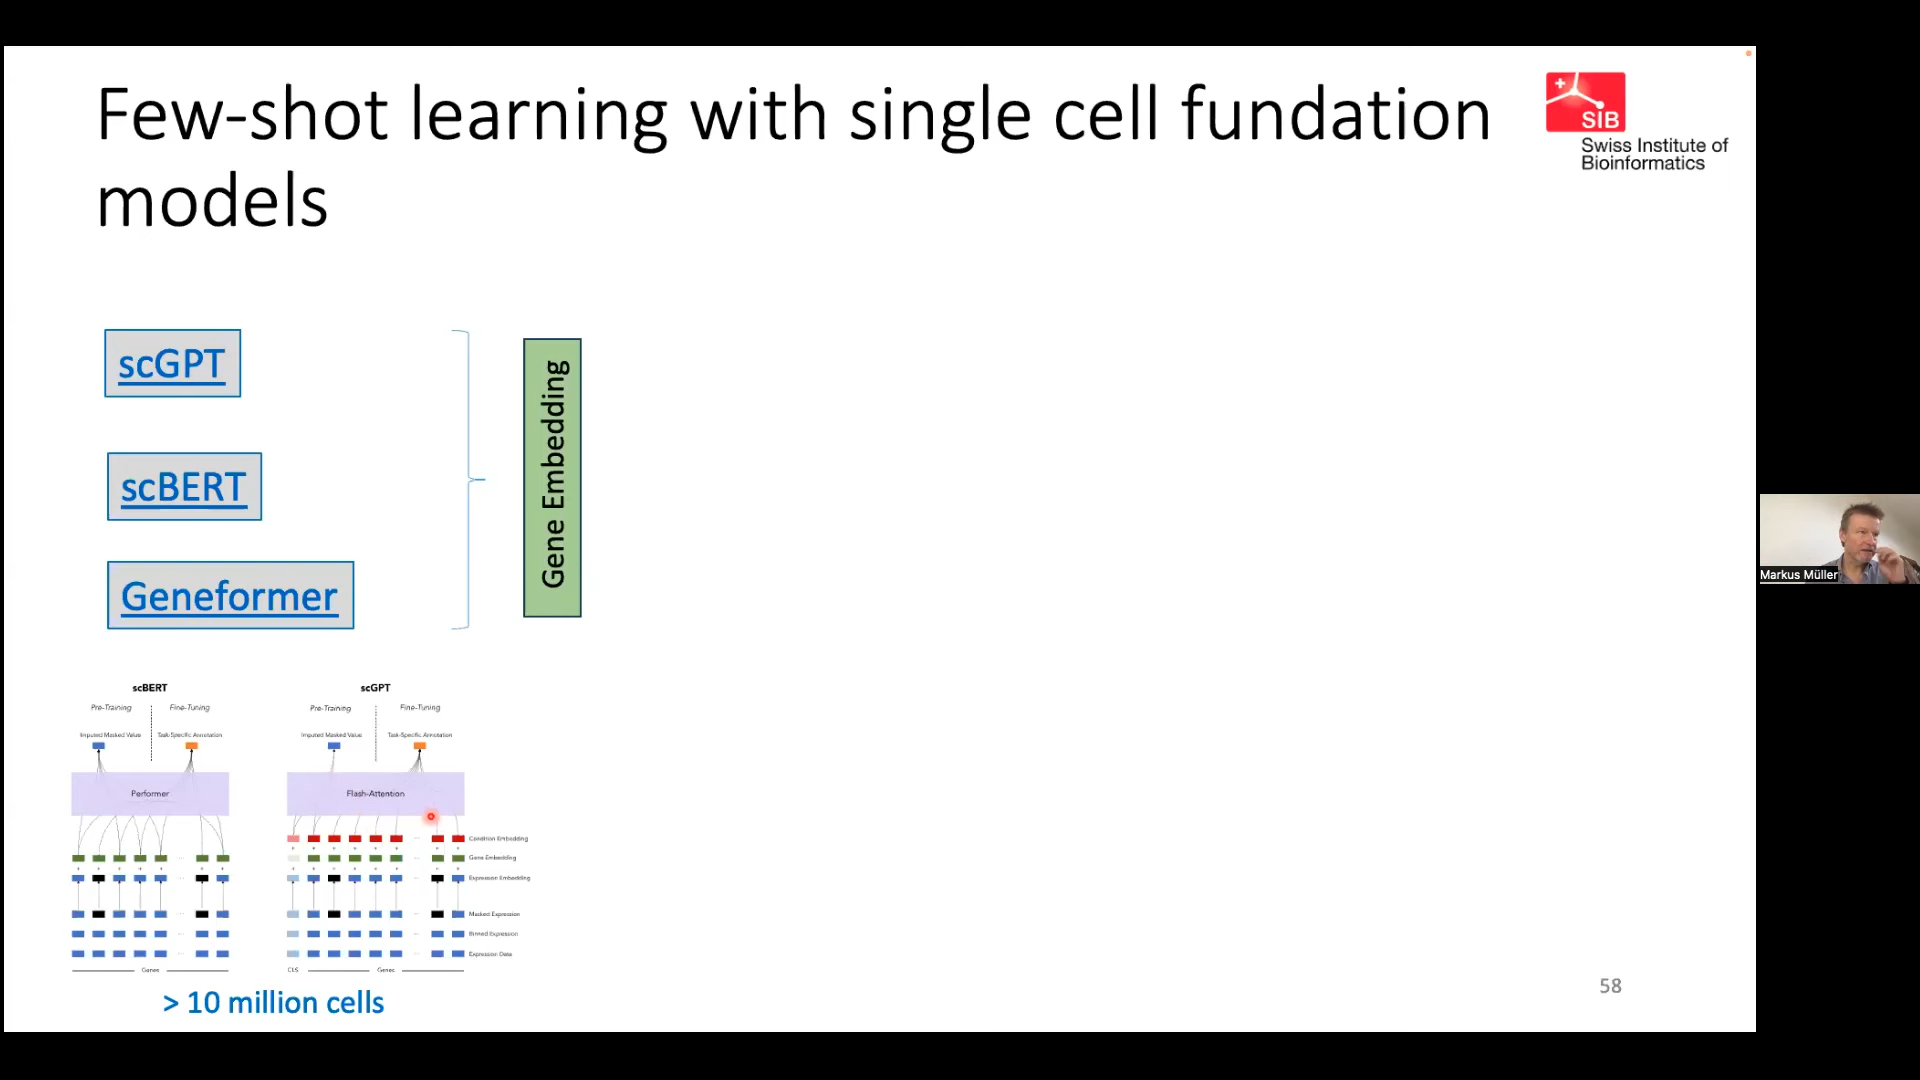 Few-shot learning with single cell fundation
models
SIB
Swiss Institute of
Bioinformatics
scGPT
scBERT
Geneformer
Gene Embedding
Markus Müller
scBERT
scGPT
Pre-Training
Fine-Tuning
Pre-Training
Fine-Tuning
Imputed Masked Value
Task-Specific Annotation
Imputed Masked Value
Task-Specific Annotation
Performer
Flash-Attention
Condition Embedding
Gene Embedding
Expression Embedding
Masked Expression
Binned Expression
Expression Data
Genes
CLS
Genes
> 10 million cells
58